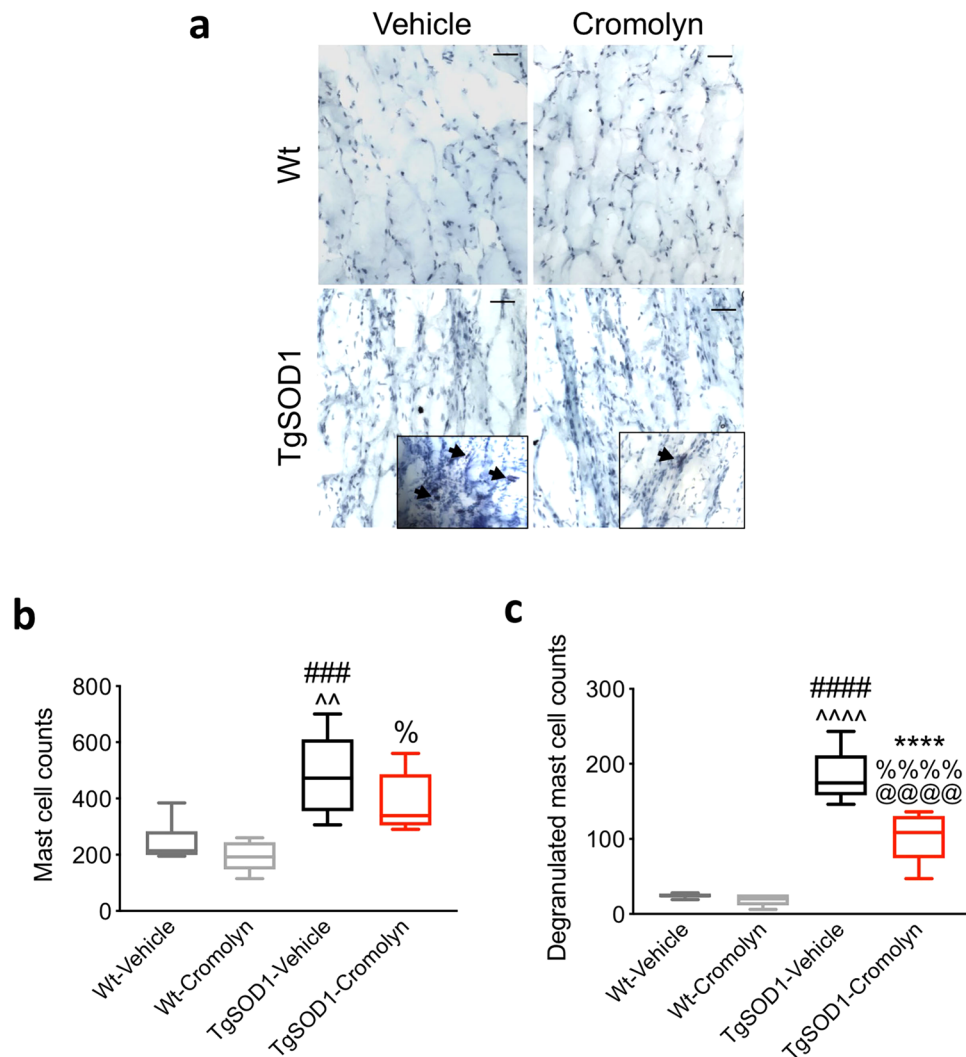 a
Vehicle
Cromolyn
Wt
TgSOD1
b
Mast cell counts
800
600
400
200
0
###
^^
%
Wt-Vehicle
Wt-Cromolyn
TgSOD1-Vehicle
TgSOD1-Cromolyn
c
Degranulated mast cell counts
300
200
100
0
####
^^^^
****
%%%%
@@@@
Wt-Vehicle
Wt-Cromolyn
TgSOD1-Vehicle
TgSOD1-Cromolyn